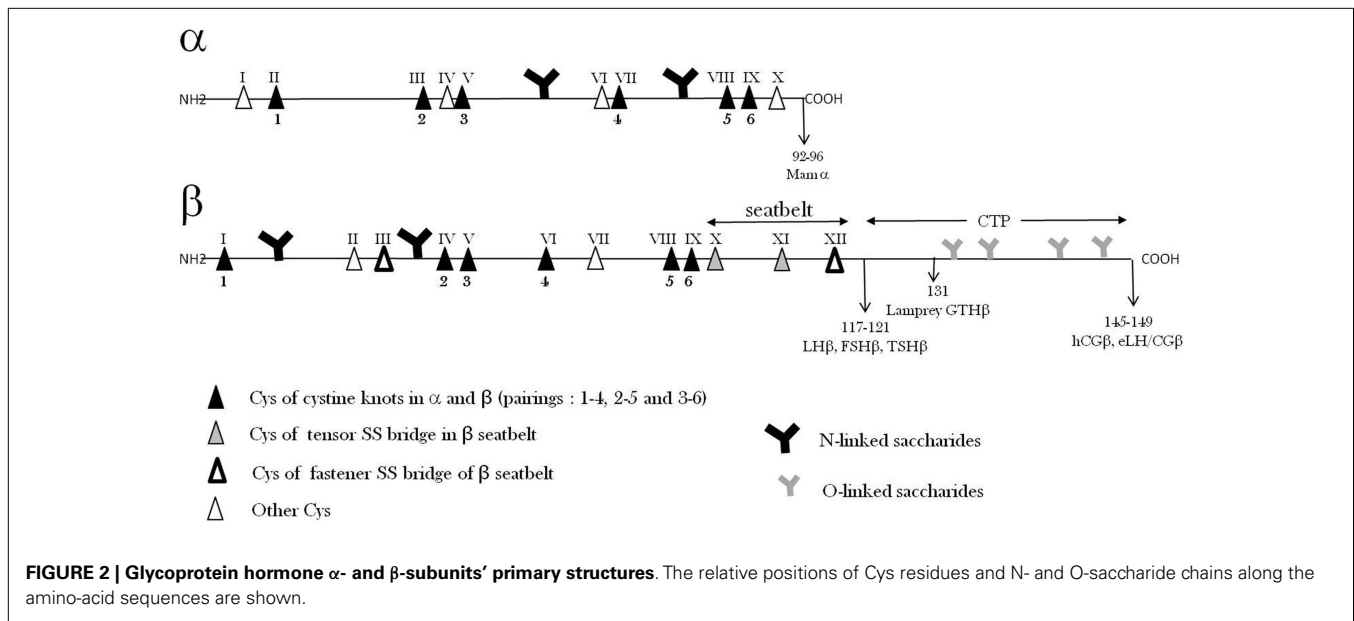 α
I II III IV V VI VII VIII IX X
NH2 COOH
1 2 3 4 5 6
92-96
Mam α
β
seatbelt CTP
I II III IV V VI VII VIII IX X XI XII
NH2 COOH
1 2 3 4 5 6
131
Lamprey GTHβ
117-121
LHβ, FSHβ, TSHβ
145-149
hCGβ, eLH/CGβ
Cys of cystine knots in α and β (pairings : 1-4, 2-5 and 3-6)
Cys of tensor SS bridge in β seatbelt
Cys of fastener SS bridge of β seatbelt
Other Cys
N-linked saccharides
O-linked saccharides
FIGURE 2 | Glycoprotein hormone α- and β-subunits' primary structures. The relative positions of Cys residues and N- and O-saccharide chains along the
amino-acid sequences are shown.